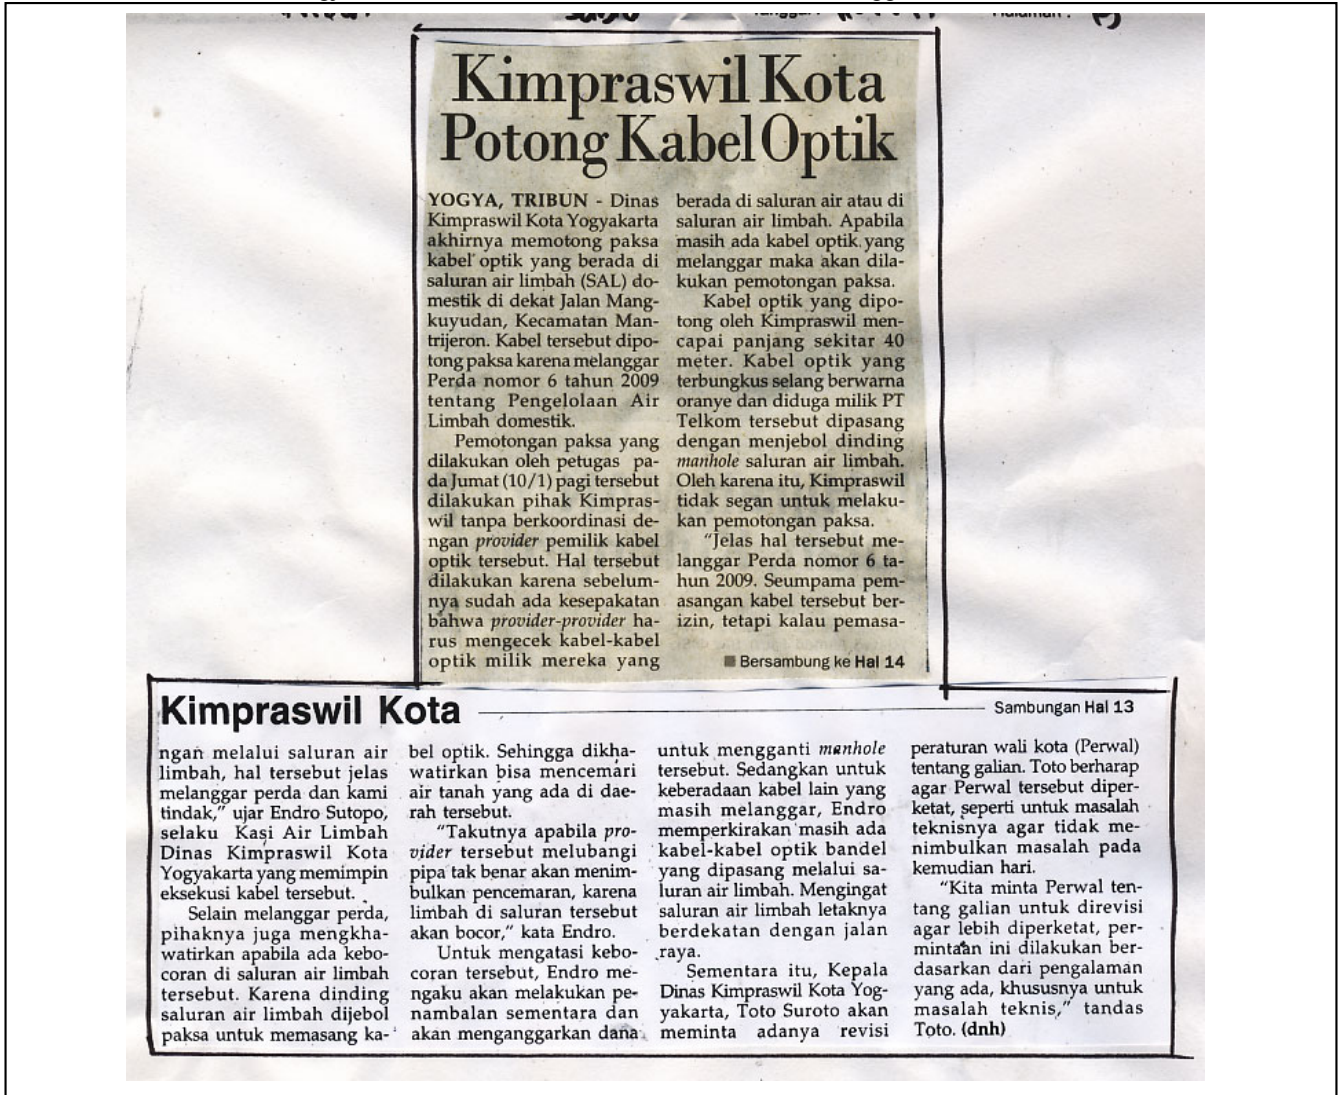 Halaman :
Kimpraswil Kota
Potong Kabel Optik
YOGYA, TRIBUN - Dinas
Kimpraswil Kota Yogyakarta
akhirnya memotong paksa
kabel optik yang berada di
saluran air limbah (SAL) do-
mestik di dekat Jalan Mang-
kuyudan, Kecamatan Man-
trijeron. Kabel tersebut dipo-
tong paksa karena melanggar
Perda nomor 6 tahun 2009
tentang Pengelolaan Air
Limbah domestik.
Pemotongan paksa yang
dilakukan oleh petugas pa-
da Jumat (10/1) pagi tersebut
dilakukan pihak Kimpras-
wil tanpa berkoordinasi de-
ngan provider pemilik kabel
optik tersebut. Hal tersebut
dilakukan karena sebelum-
nya sudah ada kesepakatan
bahwa provider-provider ha-
rus mengecek kabel-kabel
optik milik mereka yang
berada di saluran air atau di
saluran air limbah. Apabila
masih ada kabel optik yang
melanggar maka akan dila-
kukan pemotongan paksa.
Kabel optik yang dipo-
tong oleh Kimpraswil men-
capai panjang sekitar 40
meter. Kabel optik yang
terbungkus selang berwarna
oranye dan diduga milik PT
Telkom tersebut dipasang
dengan menjebol dinding
manhole saluran air limbah.
Oleh karena itu, Kimpraswil
tidak segan untuk melaku-
kan pemotongan paksa.
"Jelas hal tersebut me-
langgar Perda nomor 6 ta-
hun 2009. Seumpama pem-
asangan kabel tersebut ber-
izin, tetapi kalau pemasa-
■ Bersambung ke Hal 14
Kimpraswil Kota
Sambungan Hal 13
ngan melalui saluran air
limbah, hal tersebut jelas
melanggar perda dan kami
tindak," ujar Endro Sutopo,
selaku Kasi Air Limbah
Dinas Kimpraswil Kota
Yogyakarta yang memimpin
eksekusi kabel tersebut.
Selain melanggar perda,
pihaknya juga mengkha-
watirkan apabila ada kebo-
coran di saluran air limbah
tersebut. Karena dinding
saluran air limbah dijebol
paksa untuk memasang ka-
bel optik. Sehingga dikha-
watirkan bisa mencemari
air tanah yang ada di dae-
rah tersebut.
"Takutnya apabila pro-
vider tersebut melubangi
pipa tak benar akan menim-
bulkan pencemaran, karena
limbah di saluran tersebut
akan bocor," kata Endro.
Untuk mengatasi kebo-
coran tersebut, Endro me-
ngaku akan melakukan pe-
nambalan sementara dan
akan menganggarkan dana
untuk mengganti manhole
tersebut. Sedangkan untuk
keberadaan kabel lain yang
masih melanggar, Endro
memperkirakan masih ada
kabel-kabel optik bandel
yang dipasang melalui sa-
luran air limbah. Mengingat
saluran air limbah letaknya
berdekatan dengan jalan
raya.
Sementara itu, Kepala
Dinas Kimpraswil Kota Yog-
yakarta, Toto Suroto akan
meminta adanya revisi
peraturan wali kota (Perwal)
tentang galian. Toto berharap
agar Perwal tersebut diper-
ketat, seperti untuk masalah
teknisnya agar tidak me-
nimbulkan masalah pada
kemudian hari.
"Kita minta Perwal ten-
tang galian untuk direvisi
agar lebih diperketat, per-
mintaan ini dilakukan ber-
dasarkan dari pengalaman
yang ada, khususnya untuk
masalah teknis," tandas
Toto. (dnh)